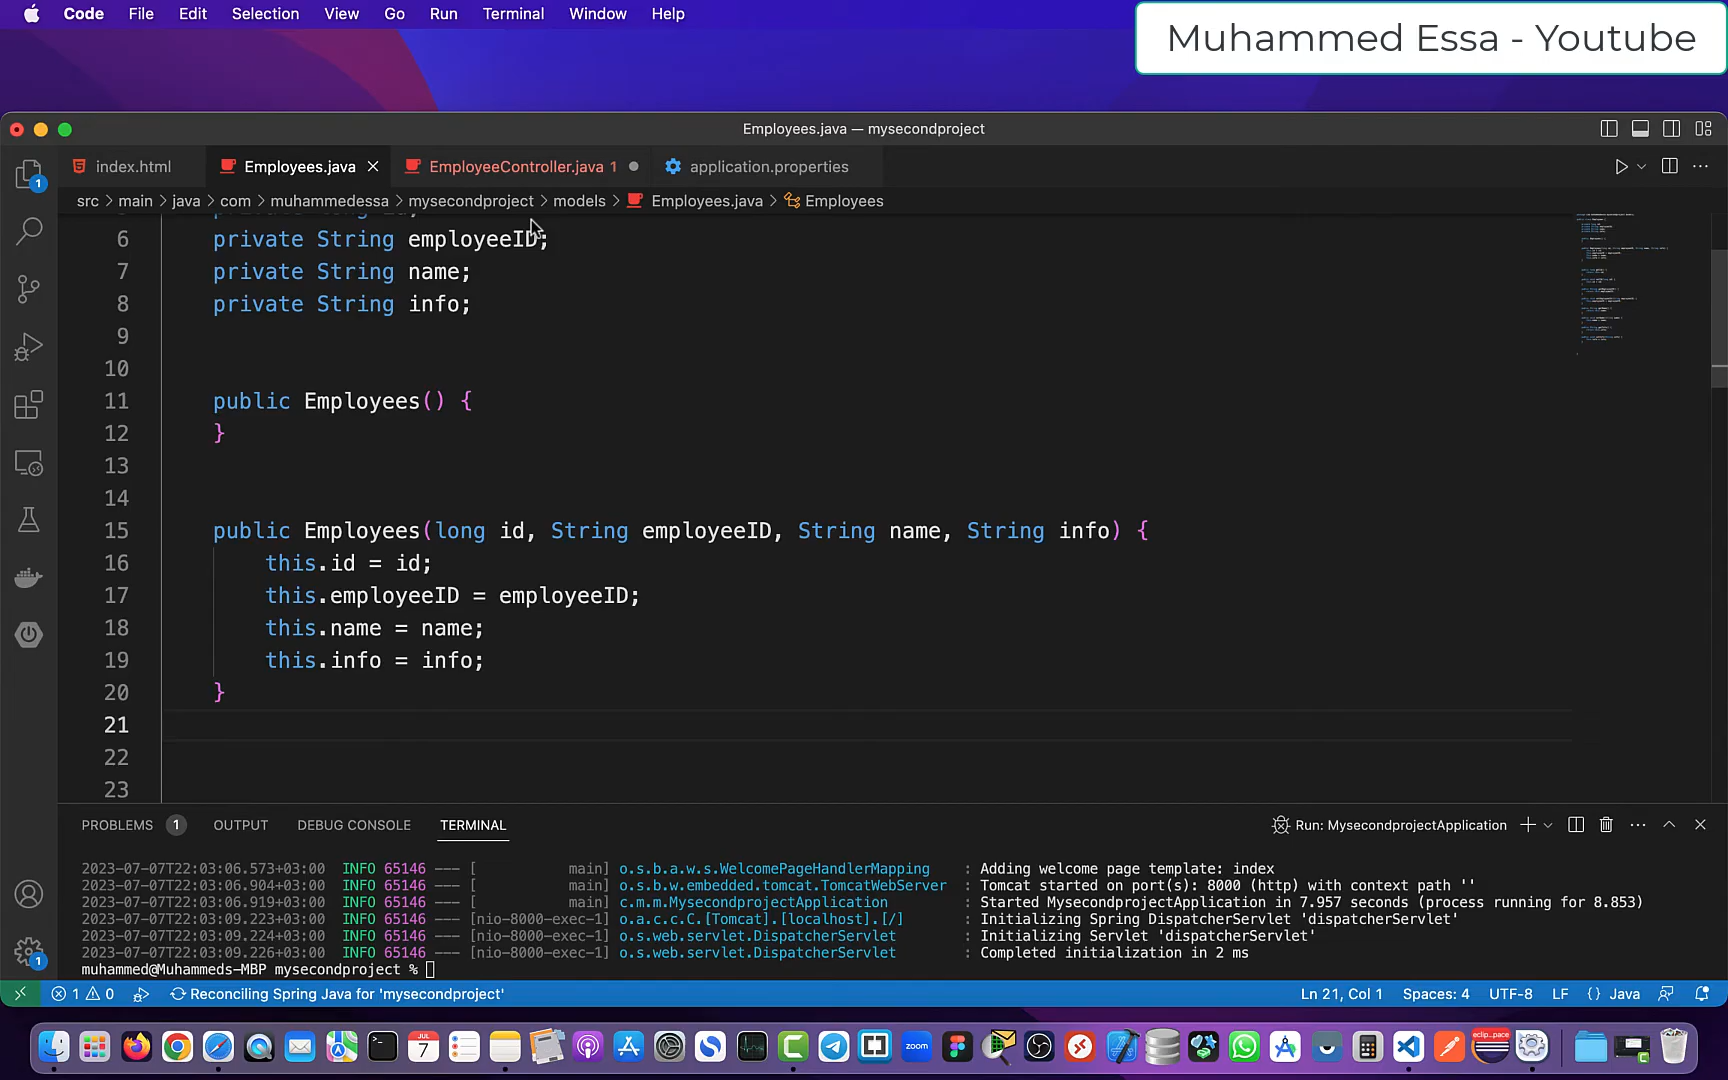 Code File Edit Selection View Go Run Terminal Window Help
Muhammed Essa - Youtube
Employees.java — mysecondproject
index.html Employees.java EmployeeController.java 1 application.properties
src > main > java > com > muhammedessa > mysecondproject > models > Employees.java > Employees
6 private String employeeID;
7 private String name;
8 private String info;
9
10
11 public Employees() {
12 }
13
14
15 public Employees(long id, String employeeID, String name, String info) {
16 this.id = id;
17 this.employeeID = employeeID;
18 this.name = name;
19 this.info = info;
20 }
21
22
23
PROBLEMS 1 OUTPUT DEBUG CONSOLE TERMINAL Run: MysecondprojectApplication
2023-07-07T22:03:06.573+03:00 INFO 65146 --- [ main] o.s.b.a.w.s.WelcomePageHandlerMapping : Adding welcome page template: index
2023-07-07T22:03:06.904+03:00 INFO 65146 --- [ main] o.s.b.w.embedded.tomcat.TomcatWebServer : Tomcat started on port(s): 8000 (http) with context path ''
2023-07-07T22:03:06.919+03:00 INFO 65146 --- [ main] c.m.m.MysecondprojectApplication : Started MysecondprojectApplication in 7.957 seconds (process running for 8.853)
2023-07-07T22:03:09.223+03:00 INFO 65146 --- [nio-8000-exec-1] o.a.c.c.C.[Tomcat].[localhost].[/] : Initializing Spring DispatcherServlet 'dispatcherServlet'
2023-07-07T22:03:09.224+03:00 INFO 65146 --- [nio-8000-exec-1] o.s.web.servlet.DispatcherServlet : Initializing Servlet 'dispatcherServlet'
2023-07-07T22:03:09.226+03:00 INFO 65146 --- [nio-8000-exec-1] o.s.web.servlet.DispatcherServlet : Completed initialization in 2 ms
muhammed@Muhammeds-MBP mysecondproject %
1 0 Reconciling Spring Java for 'mysecondproject' Ln 21, Col 1 Spaces: 4 UTF-8 LF {} Java
JUL
7
zoom